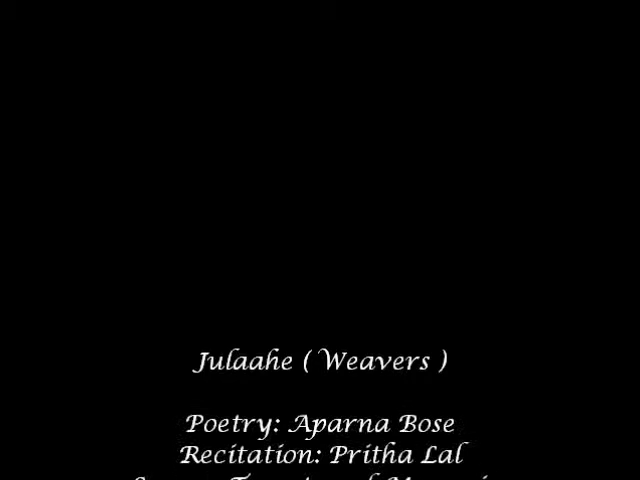 Julaahe ( Weavers )
Poetry: Aparna Bose
Recitation: Pritha Lal